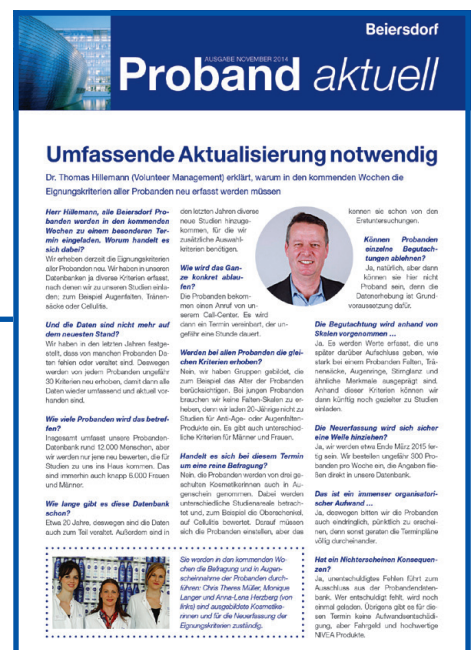 Beiersdorf
AUSGABE NOVEMBER 2014
Proband aktuell
Umfassende Aktualisierung notwendig
Dr. Thomas Hillemann (Volunteer Management) erklärt, warum in den kommenden Wochen die
Eignungskriterien aller Probanden neu erfasst werden müssen
Herr Hillemann, alle Beiersdorf Pro-
banden werden in den kommenden
Wochen zu einem besonderen Ter-
min eingeladen, Worum handelt es
sich dabei?
Wir erheben derzeit die Eignungskriterien
aller Probanden neu. Wir haben in unseren
Datenbanken ja diverse Kriterien erfasst,
nach denen wir zu unseren Studien einla-
den; zum Beispiel Augenfalten, Tränen-
säcke oder Cellulitis.
Und die Daten sind nicht mehr auf
dem neuesten Stand?
Wir haben in den letzten Jahren festge-
stellt, dass von manchen Probanden Da-
ten fehlen oder veraltet sind. Deswegen
werden von jedem Probanden ungefähr
30 Kriterien neu erhoben, damit dann alle
Daten wieder umfassend und aktuell vor-
handen sind.
Wie viele Probanden wird das betref-
fen?
Insgesamt umfasst unsere Probanden-
Datenbank rund 12.000 Menschen, aber
wir werden nur jene neu bewerten, die für
Studien zu uns ins Haus kommen. Das
sind immerhin auch knapp 6.000 Frauen
und Männer.
Wie lange gibt es diese Datenbank
schon?
Etwa 20 Jahre, deswegen sind die Daten
auch zum Teil veraltet. Außerdem sind in
den letzten Jahren diverse
neue Studien hinzuge-
kommen, für die wir
zusätzliche Auswahl-
kriterien benötigen.
Wie wird das Gan-
ze konkret ablau-
fen?
Die Probanden bekom-
men einen Anruf von un-
serem Call-Center. Es wird
dann ein Termin vereinbart, der un-
gefähr eine Stunde dauert.
Werden bei allen Probanden die glei-
chen Kriterien erhoben?
Nein, wir haben Gruppen gebildet, die
zum Beispiel das Alter der Probanden
berücksichtigen. Bei jungen Probanden
brauchen wir keine Falten-Skalen zu er-
heben, denn wir laden 20-Jährige nicht zu
Studien für Anti-Age- oder Augenfalten-
Produkte ein. Es gibt auch unterschied-
liche Kriterien für Männer und Frauen.
Handelt es sich bei diesem Termin
um eine reine Befragung?
Nein, die Probanden werden von drei ge-
schulten Kosmetikerinnen auch in Au-
genschein genommen. Dabei werden
unterschiedliche Studienareale betrach-
tet und, zum Beispiel die Oberschenkel,
auf Cellulitis bewertet. Darauf müssen
sich die Probanden einstellen, aber das
kennen sie schon von den
Erstuntersuchungen.
Können Probanden
einzelne Begutach-
tungen ablehnen?
Ja, natürlich, aber dann
können sie hier nicht
Proband sein, denn die
Datenerhebung ist Grund-
voraussetzung dafür.
Die Begutachtung wird anhand von
Skalen vorgenommen ...
Ja. Es werden Werte erfasst, die uns
später darüber Aufschluss geben, wie
stark bei einem Probanden Falten, Trä-
nensäcke, Augenringe, Stirnglanz und
ähnliche Merkmale ausgeprägt sind.
Anhand dieser Kriterien können wir
dann künftig noch gezielter zu Studien
einladen.
Die Neuerfassung wird sich sicher
eine Weile hinziehen?
Ja, wir werden etwa Ende März 2015 fer-
tig sein. Wir bestellen ungefähr 300 Pro-
banden pro Woche ein, die Angaben flie-
ßen direkt in unsere Datenbank.
Das ist ein immenser organisatori-
scher Aufwand ...
Ja, deswegen bitten wir die Probanden
auch eindringlich, pünktlich zu erschei-
nen, denn sonst geraten die Terminpläne
völlig durcheinander.
Hat ein Nichterscheinen Konsequen-
zen?
Ja, unentschuldigtes Fehlen führt zum
Ausschluss aus der Probandendaten-
bank. Wer entschuldigt fehlt, wird noch
einmal geladen. Übrigens gibt es für die-
sen Termin keine Aufwandsentschädi-
gung, aber Fahrgeld und hochwertige
NIVEA Produkte.
Sie werden in den kommenden Wo-
chen die Befragung und in Augen-
scheinnahme der Probanden durch-
führen: Chris Theres Müller, Monique
Langer und Anna-Lena Herzberg (von
links) sind ausgebildete Kosmetike-
rinnen und für die Neuerfassung der
Eignungskriterien zuständig.